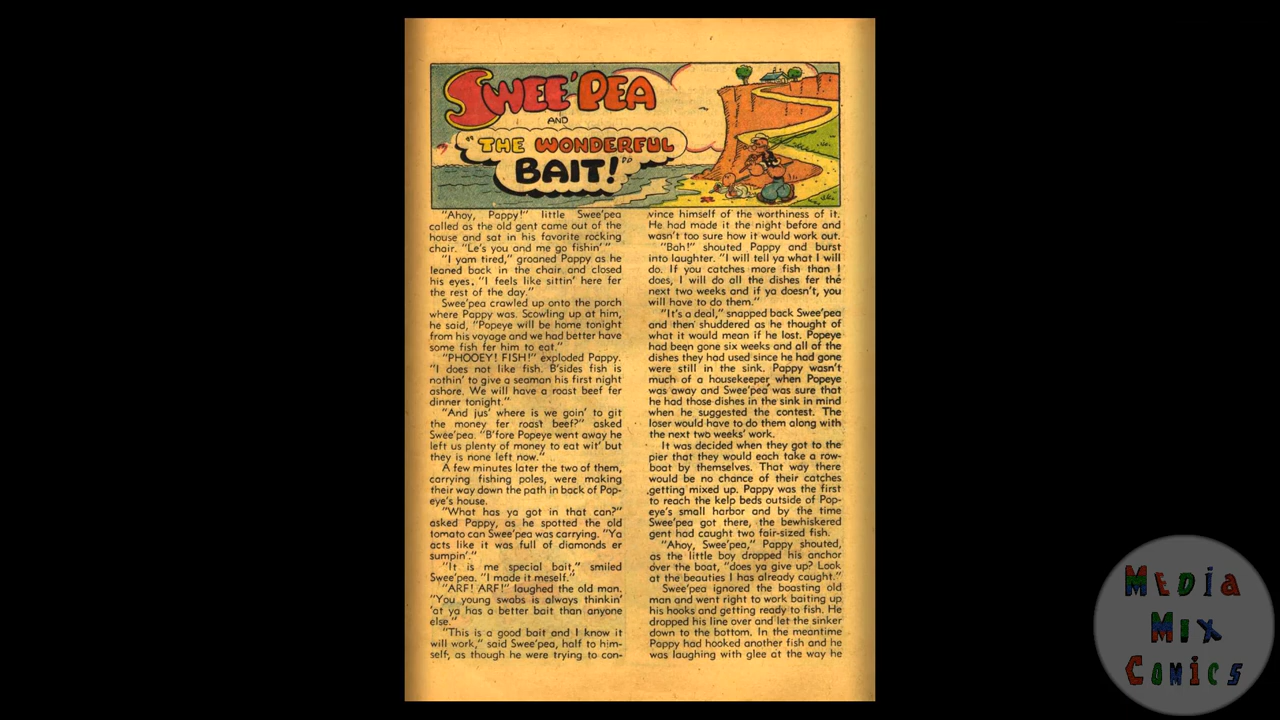 SWEE'PEA
AND
"THE WONDERFUL
BAIT!"
"Ahoy, Pappy!" little Swee'pea
called as the old gent came out of the
house and sat in his favorite rocking
chair. "Le's you and me go fishin'"
"I yam tired," groaned Pappy as he
leaned back in the chair and closed
his eyes. "I feels like sittin' here fer
the rest of the day."
Swee'pea crawled up onto the porch
where Pappy was. Scowling up at him,
he said, "Popeye will be home tonight
from his voyage and we had better have
some fish fer him to eat."
"PHOOEY! FISH!" exploded Pappy.
"I does not like fish. B'sides fish is
nothin' to give a seaman his first night
ashore. We will have a roast beef fer
dinner tonight."
"And jus' where is we goin' to git
the money fer roast beef?" asked
Swee'pea. "B'fore Popeye went away he
left us plenty of money to eat wit' but
they is none left now."
A few minutes later the two of them,
carrying fishing poles, were making
their way down the path in back of Pop-
eye's house.
"What has ya got in that can?"
asked Pappy, as he spotted the old
tomato can Swee'pea was carrying. "Ya
acts like it was full of diamonds er
sumpin'."
"It is me special bait," smiled
Swee'pea. "I made it meself."
"ARF! ARF!" laughed the old man.
"You young swabs is always thinkin'
'at ya has a better bait than anyone
else."
"This is a good bait and I know it
will work," said Swee'pea, half to him-
self, as though he were trying to con-
vince himself of the worthiness of it.
He had made it the night before and
wasn't too sure how it would work out.
"Bah!" shouted Pappy and burst
into laughter. "I will tell ya what I will
do. If you catches more fish than I
does, I will do all the dishes fer the
next two weeks and if ya doesn't, you
will have to do them."
"It's a deal," snapped back Swee'pea
and then shuddered as he thought of
what it would mean if he lost. Popeye
had been gone six weeks and all of the
dishes they had used since he had gone
were still in the sink. Pappy wasn't
much of a housekeeper when Popeye
was away and Swee'pea was sure that
he had those dishes in the sink in mind
when he suggested the contest. The
loser would have to do them along with
the next two weeks' work.
It was decided when they got to the
pier that they would each take a row-
boat by themselves. That way there
would be no chance of their catches
getting mixed up. Pappy was the first
to reach the kelp beds outside of Pop-
eye's small harbor and by the time
Swee'pea got there, the bewhiskered
gent had caught two fair-sized fish.
"Ahoy, Swee'pea," Pappy shouted,
as the little boy dropped his anchor
over the boat, "does ya give up? Look
at the beauties I has already caught."
Swee'pea ignored the boasting old
man and went right to work baiting up
his hooks and getting ready to fish. He
dropped his line over and let the sinker
down to the bottom. In the meantime
Pappy had hooked another fish and he
was laughing with glee at the way he
MEDIA
MIX
COMICS